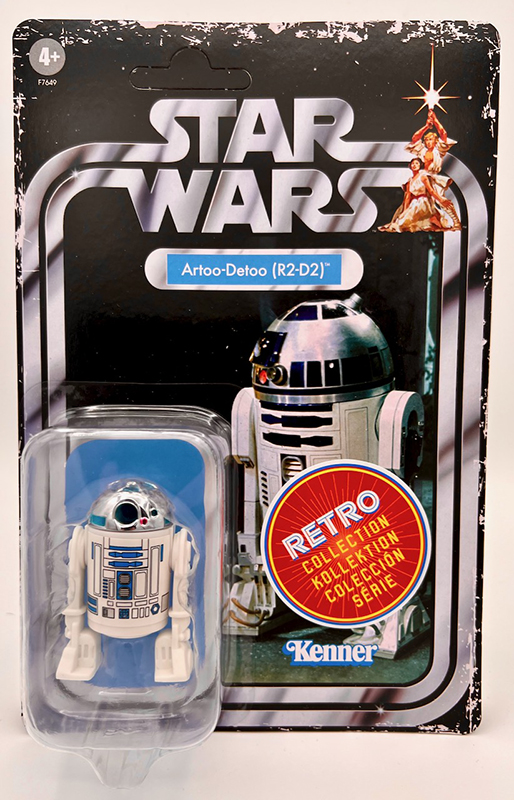 4+
F7649
STAR
WARS
Artoo-Detoo (R2-D2)™
RETRO
COLLECTION
KOLLEKTION
COLECCIÓN
SÉRIE
Kenner